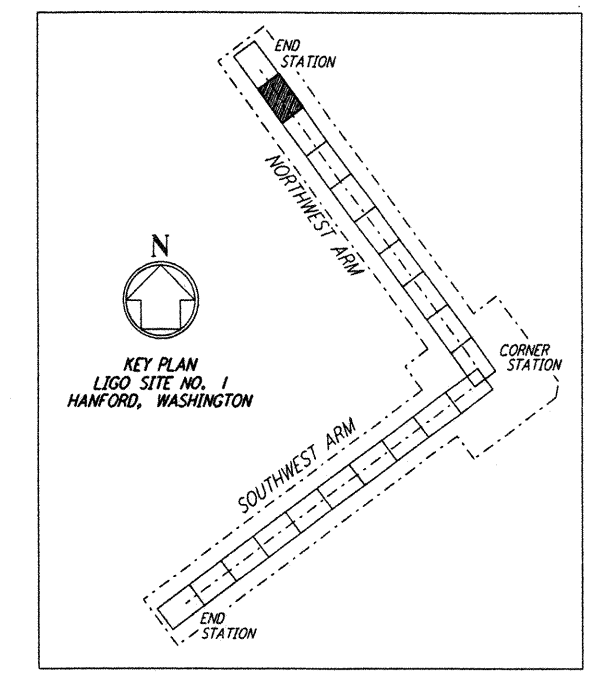 END
STATION
NORTHWEST ARM
N
KEY PLAN
LIGO SITE NO. 1
HANFORD, WASHINGTON
CORNER
STATION
SOUTHWEST ARM
END
STATION